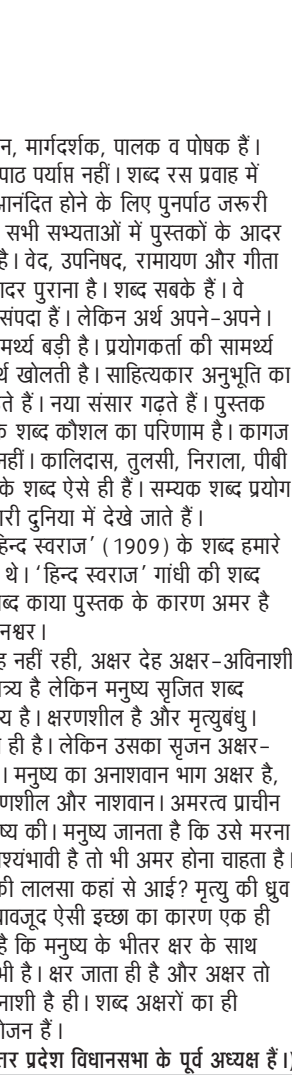 न, मार्गदर्शक, पालक व पोषक हैं।
पाठ पर्याप्त नहीं। शब्द रस प्रवाह में
आनंदित होने के लिए पुनर्पाठ जरूरी
सभी सभ्यताओं में पुस्तकों के आदर
है। वेद, उपनिषद, रामायण और गीता
दर पुराना है। शब्द सबके हैं। वे
संपदा हैं। लेकिन अर्थ अपने-अपने।
मर्थ्य बड़ी है। प्रयोगकर्ता की सामर्थ्य
र्थ खोलती है। साहित्यकार अनुभूति का
ते हैं। नया संसार गढ़ते हैं। पुस्तक
क शब्द कौशल का परिणाम है। कागज
नहीं। कालिदास, तुलसी, निराला, पीबी
के शब्द ऐसे ही हैं। सम्यक शब्द प्रयोग
री दुनिया में देखे जाते हैं।
हिन्द स्वराज' (1909) के शब्द हमारे
थे। 'हिन्द स्वराज' गांधी की शब्द
ब्द काया पुस्तक के कारण अमर है
नश्वर।
ह नहीं रही, अक्षर देह अक्षर-अविनाशी
त्र्य है लेकिन मनुष्य सृजित शब्द
य है। क्षरणशील है और मृत्युबंधु।
ा ही है। लेकिन उसका सृजन अक्षर-
। मनुष्य का अनाशवान भाग अक्षर है,
णशील और नाशवान। अमरत्व प्राचीन
ष्य की। मनुष्य जानता है कि उसे मरना
श्यंभावी है तो भी अमर होना चाहता है।
की लालसा कहां से आई? मृत्यु की ध्रुव
बावजूद ऐसी इच्छा का कारण एक ही
है कि मनुष्य के भीतर क्षर के साथ
भी है। क्षर जाता ही है और अक्षर तो
नाशी है ही। शब्द अक्षरों का ही
ोजन हैं।
तर प्रदेश विधानसभा के पूर्व अध्यक्ष हैं।)